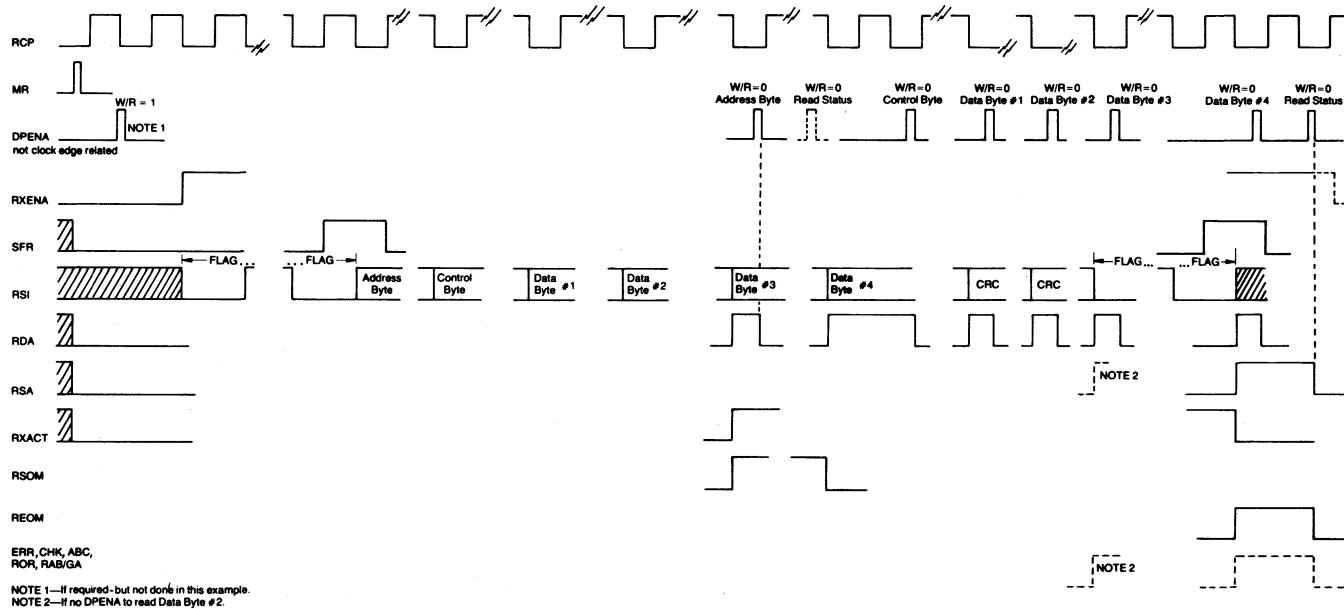 RCP
MR
W/R = 1
W/R=0 W/R=0 W/R=0 W/R=0 W/R=0 W/R=0 W/R=0 W/R=0
Address Byte Read Status Control Byte Data Byte #1 Data Byte #2 Data Byte #3 Data Byte #4 Read Status
DPENA NOTE 1
not clock edge related
RXENA
SFR
FLAG... ... FLAG FLAG... ... FLAG
RSI
Address Byte
Control Byte
Data Byte #1
Data Byte #2
Data Byte #3
Data Byte #4
CRC
CRC
RDA
RSA NOTE 2
RXACT
RSOM
REOM
ERR, CHK, ABC,
ROR, RAB/GA NOTE 2
NOTE 1—If required-but not done in this example.
NOTE 2—If no DPENA to read Data Byte #2.